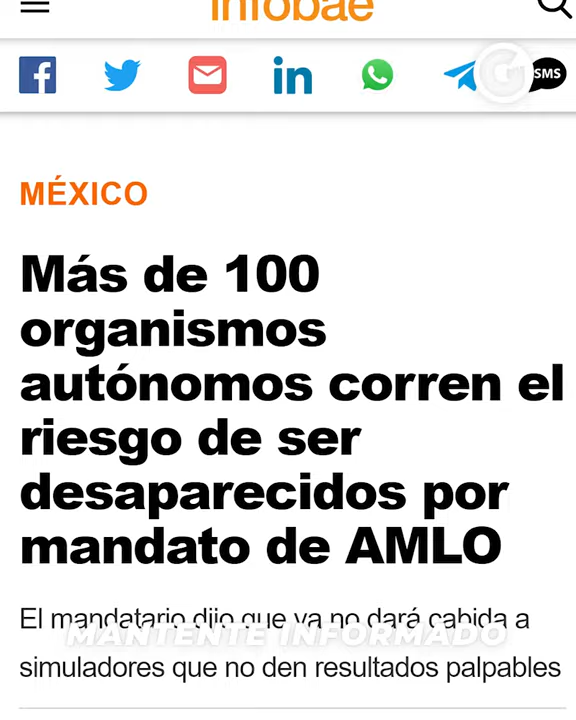 infobae
SMS
MÉXICO
Más de 100
organismos
autónomos corren el
riesgo de ser
desaparecidos por
mandato de AMLO
El mandatario dijo que ya no dará cabida a
MANTENTE INFORMADO
simuladores que no den resultados palpables